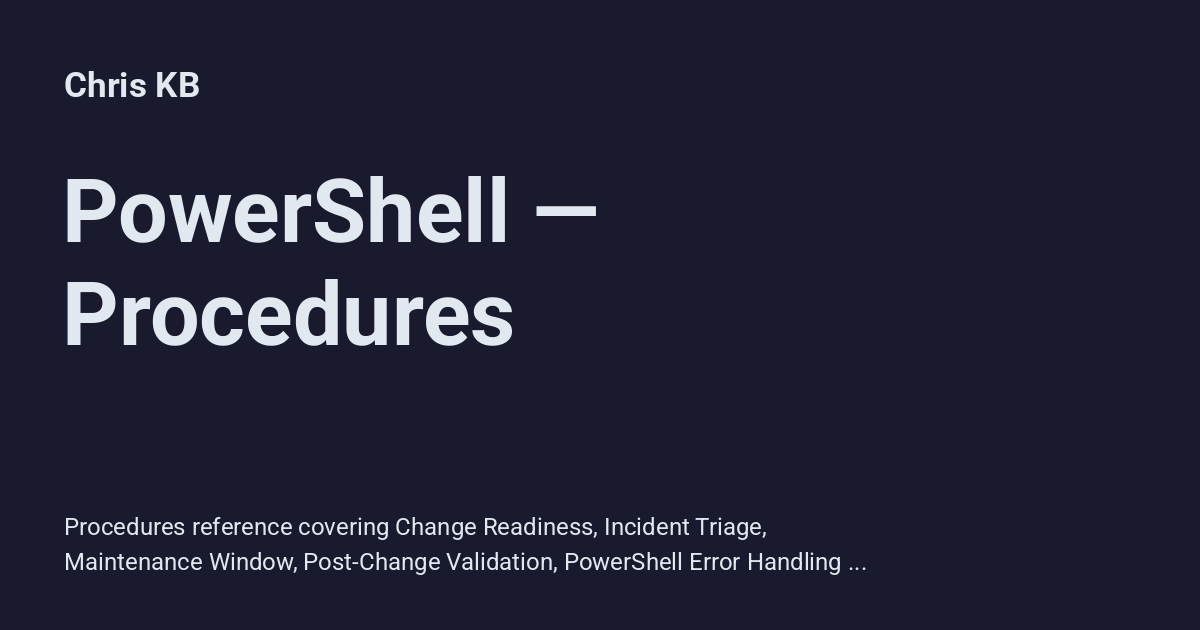 Chris KB
PowerShell —
Procedures
Procedures reference covering Change Readiness, Incident Triage,
Maintenance Window, Post-Change Validation, PowerShell Error Handling ...